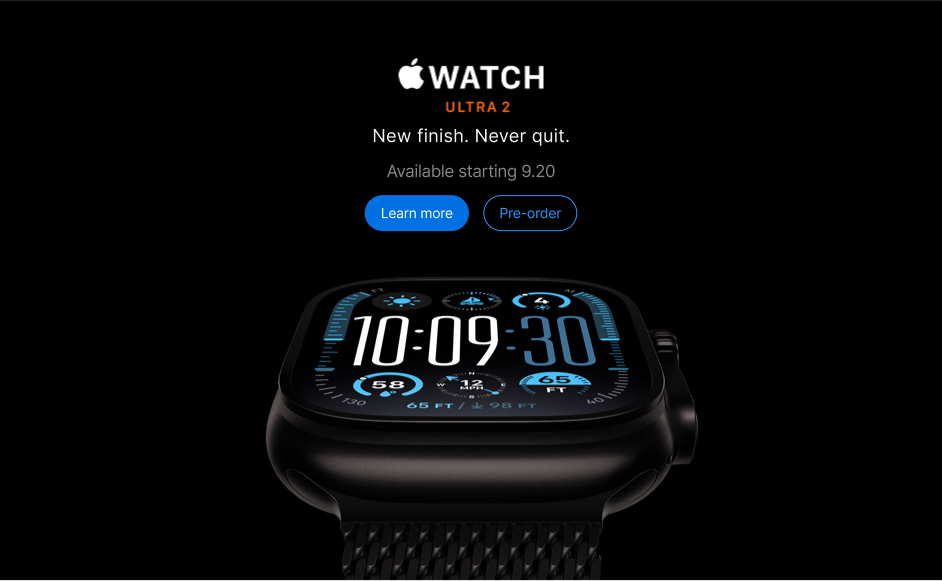 WATCH
ULTRA 2
New finish. Never quit.
Available starting 9.20
Learn more
Pre-order
FT
M
4
10:09:30
58
N
W 12 E
MPH
S
65
FT
130
40
65 FT / 98 FT